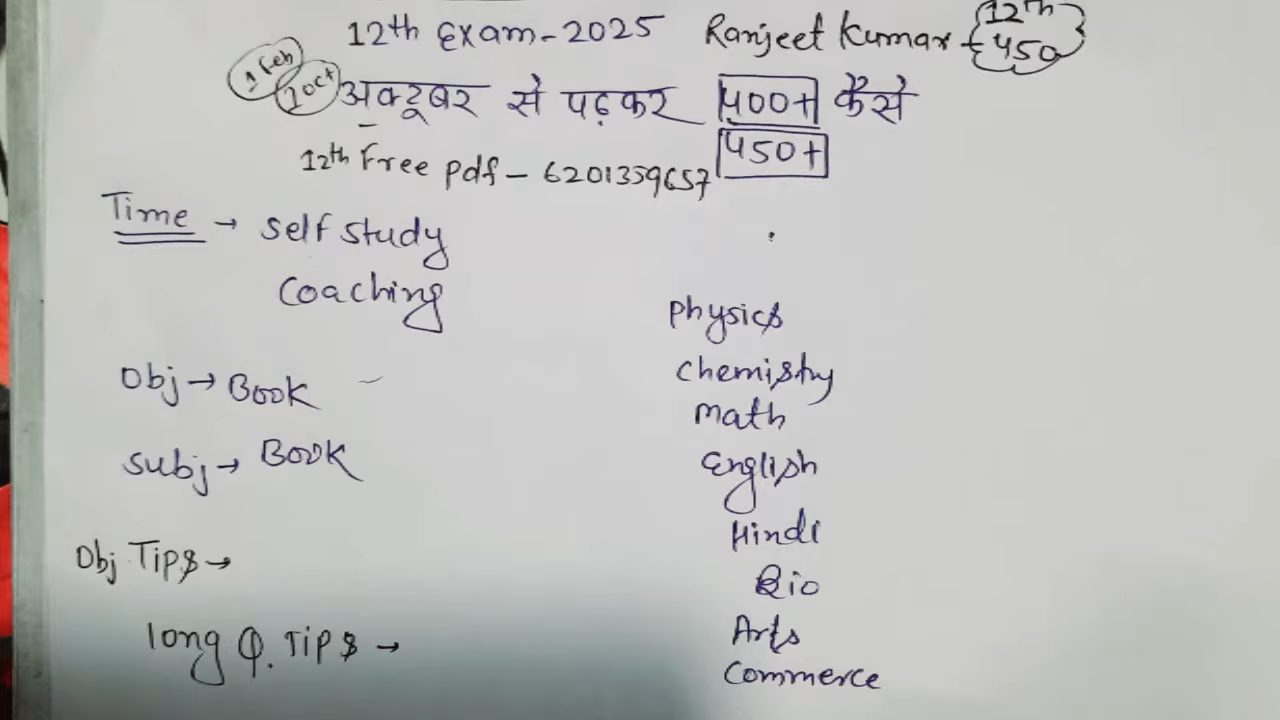 12th Exam-2025 Ranjeet Kumar - 12th 450
1 Feb 1 Oct अक्टूबर से पढ़कर 400+ कैसे
450+
12th Free pdf - 6201359657
Time → self study
Coaching
Physics
Chemistry
Obj → Book
Math
Subj → Book
English
Hindi
Obj Tips →
Bio
Arts
long Q. Tips →
Commerce